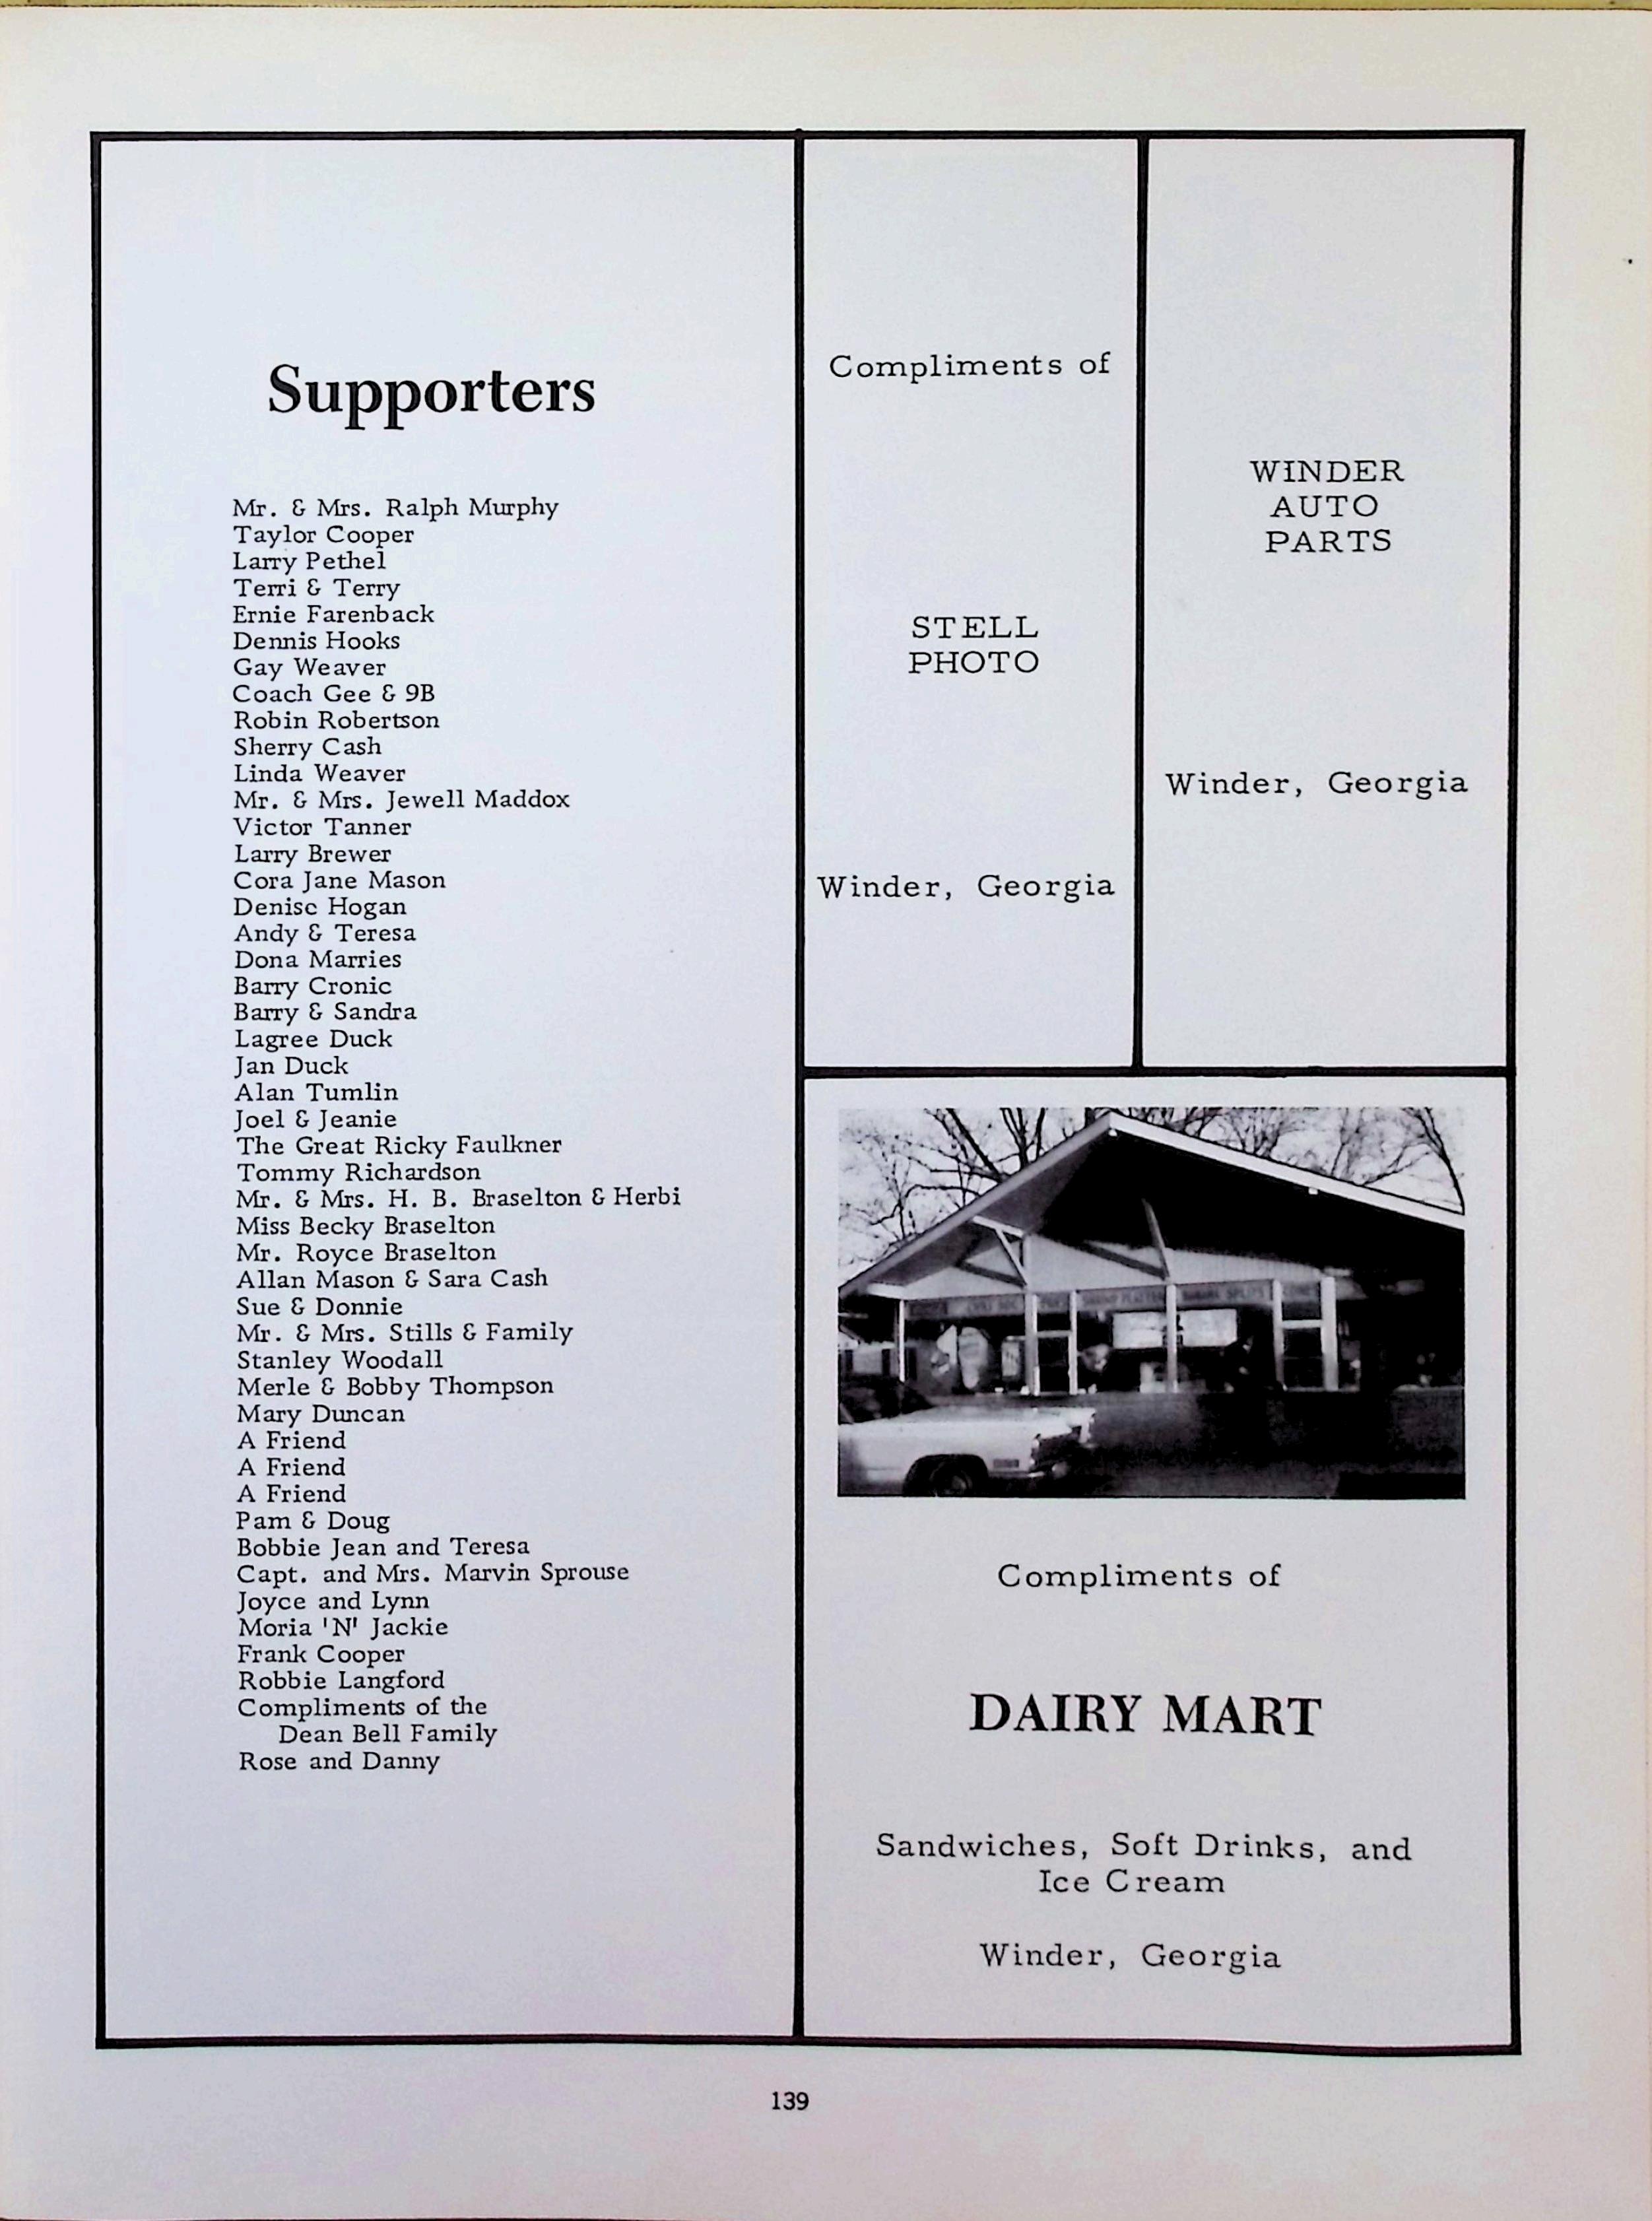 Supporters
Mr. & Mrs. Ralph Murphy
Taylor Cooper
Larry Pethel
Terri & Terry
Ernie Farenback
Dennis Hooks
Gay Weaver
Coach Gee & 9B
Robin Robertson
Sherry Cash
Linda Weaver
Mr. & Mrs. Jewell Maddox
Victor Tanner
Larry Brewer
Cora Jane Mason
Denise Hogan
Andy & Teresa
Dona Marries
Barry Cronic
Barry & Sandra
Lagree Duck
Jan Duck
Alan Tumlin
Joel & Jeanie
The Great Ricky Faulkner
Tommy Richardson
Mr. & Mrs. H. B. Braselton & Herbi
Miss Becky Braselton
Mr. Royce Braselton
Allan Mason & Sara Cash
Sue & Donnie
Mr. & Mrs. Stills & Family
Stanley Woodall
Merle & Bobby Thompson
Mary Duncan
A Friend
A Friend
A Friend
Pam & Doug
Bobbie Jean and Teresa
Capt. and Mrs. Marvin Sprouse
Joyce and Lynn
Moria 'N' Jackie
Frank Cooper
Robbie Langford
Compliments of the
Dean Bell Family
Rose and Danny
Compliments of
STELL
PHOTO
Winder, Georgia
WINDER
AUTO
PARTS
Winder, Georgia
Compliments of
DAIRY MART
Sandwiches, Soft Drinks, and
Ice Cream
Winder, Georgia
139